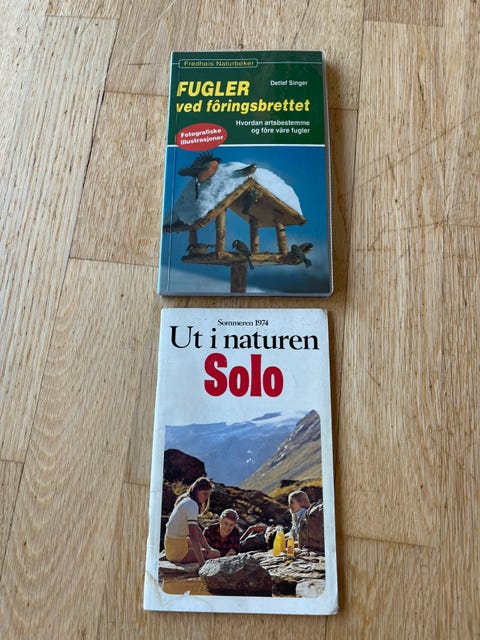 Fredhøis Naturbøker
Detlef Singer
FUGLER
ved fôringsbrettet
Hvordan artsbestemme
og fôre våre fugler
Fotografiske
illustrasjoner
Sommeren 1974
Ut i naturen
Solo